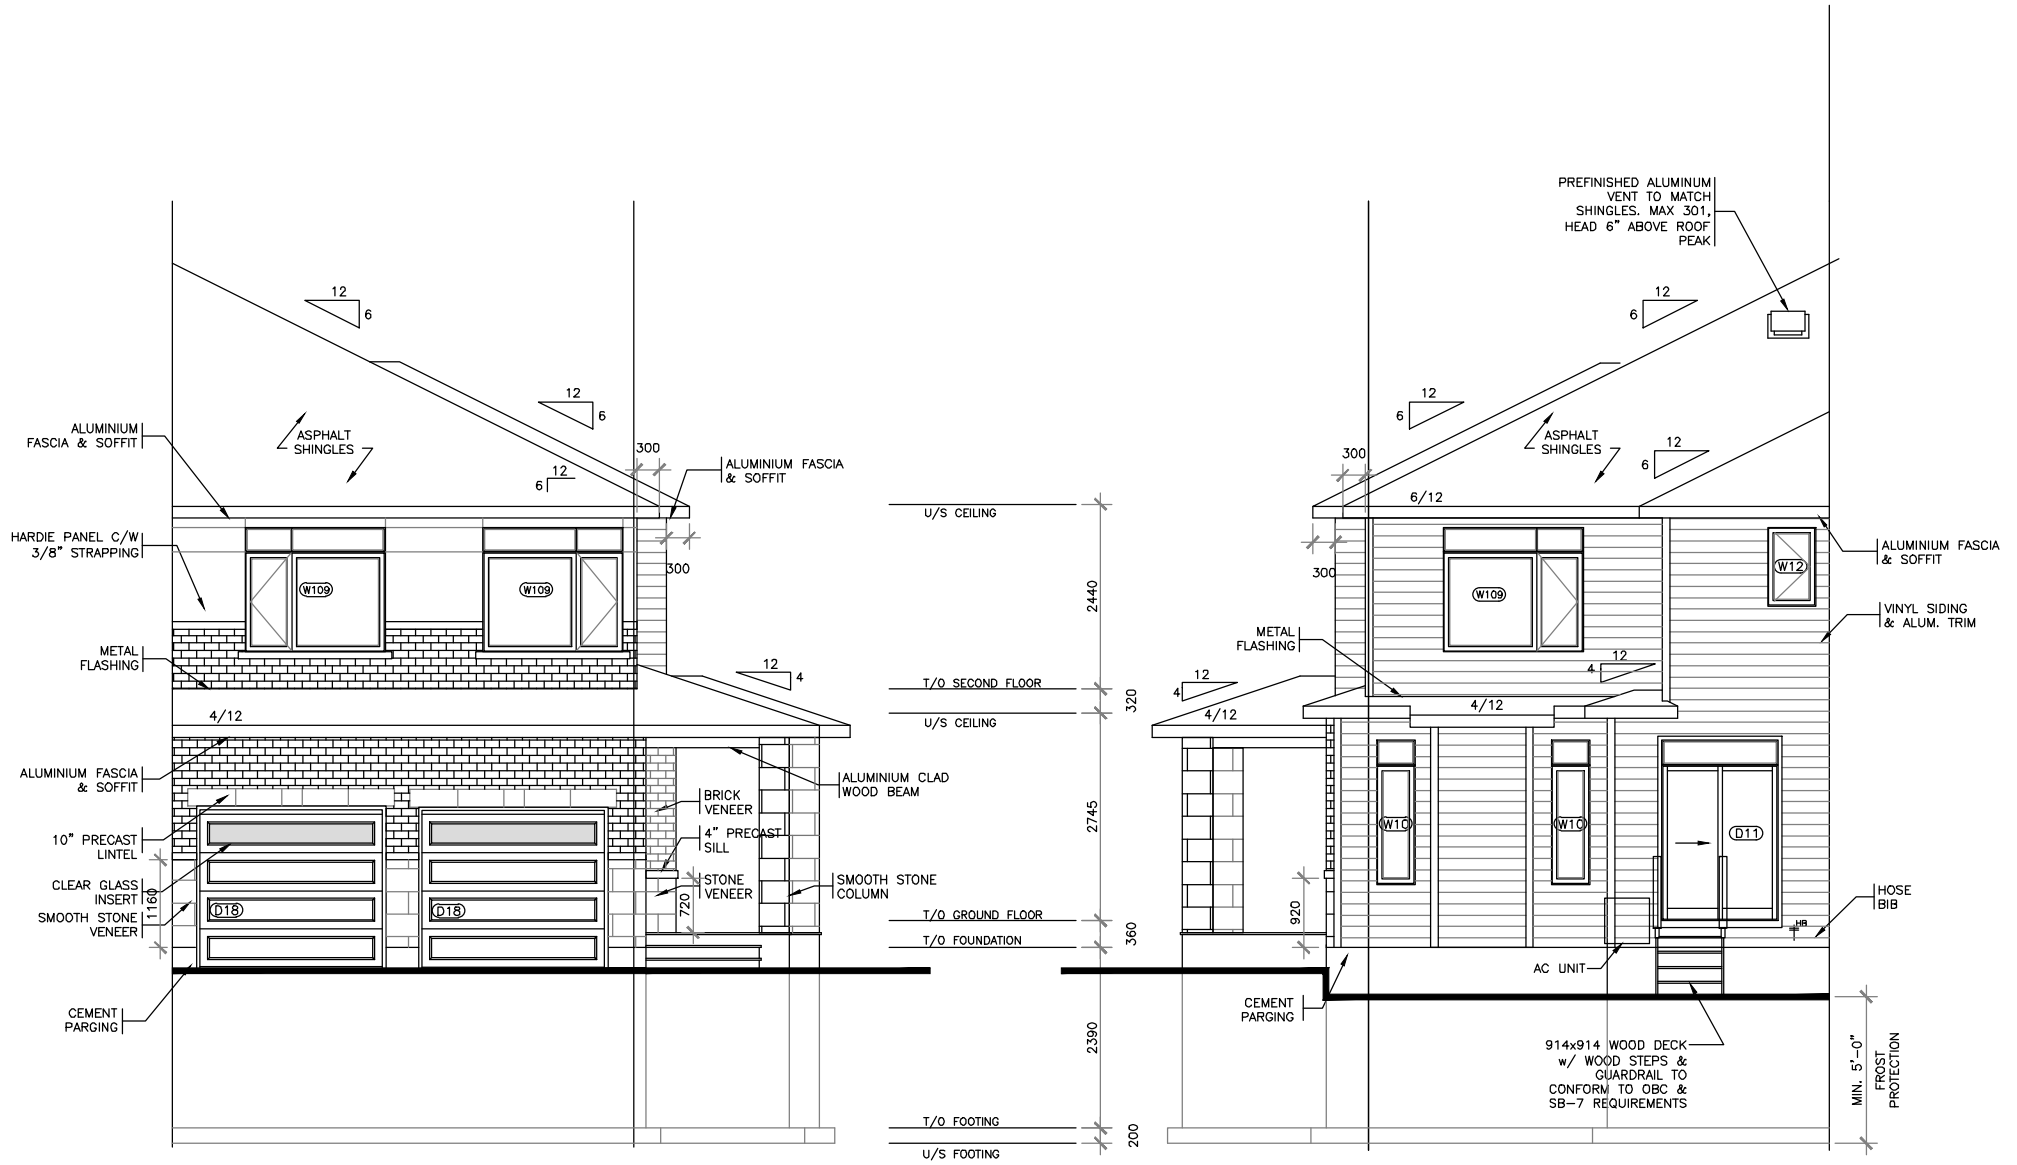 12
6
12
6
ALUMINIUM
FASCIA & SOFFIT
ASPHALT
SHINGLES
300
12
6
ALUMINIUM FASCIA
& SOFFIT
HARDIE PANEL C/W
3/8" STRAPPING
300
W109
W109
METAL
FLASHING
12
4
4/12
ALUMINIUM FASCIA
& SOFFIT
ALUMINIUM CLAD
WOOD BEAM
BRICK
VENEER
10" PRECAST
LINTEL
4" PRECAST
SILL
CLEAR GLASS
INSERT
1160
SMOOTH STONE
VENEER
D18
D18
STONE
VENEER
720
SMOOTH STONE
COLUMN
CEMENT
PARGING
U/S CEILING
2440
T/O SECOND FLOOR
320
U/S CEILING
2745
T/O GROUND FLOOR
360
T/O FOUNDATION
2390
T/O FOOTING
200
U/S FOOTING
PREFINISHED ALUMINUM
VENT TO MATCH
SHINGLES. MAX 301,
HEAD 6" ABOVE ROOF
PEAK
12
6
12
6
ASPHALT
SHINGLES
12
6
300
6/12
300
ALUMINIUM FASCIA
& SOFFIT
W12
W109
VINYL SIDING
& ALUM. TRIM
METAL
FLASHING
12
4
12
4
4/12
4/12
W10
W10
D11
920
HOSE
BIB
HB
AC UNIT
CEMENT
PARGING
914x914 WOOD DECK
w/ WOOD STEPS &
GUARDRAIL TO
CONFORM TO OBC &
SB-7 REQUIREMENTS
MIN. 5'-0"
FROST
PROTECTION